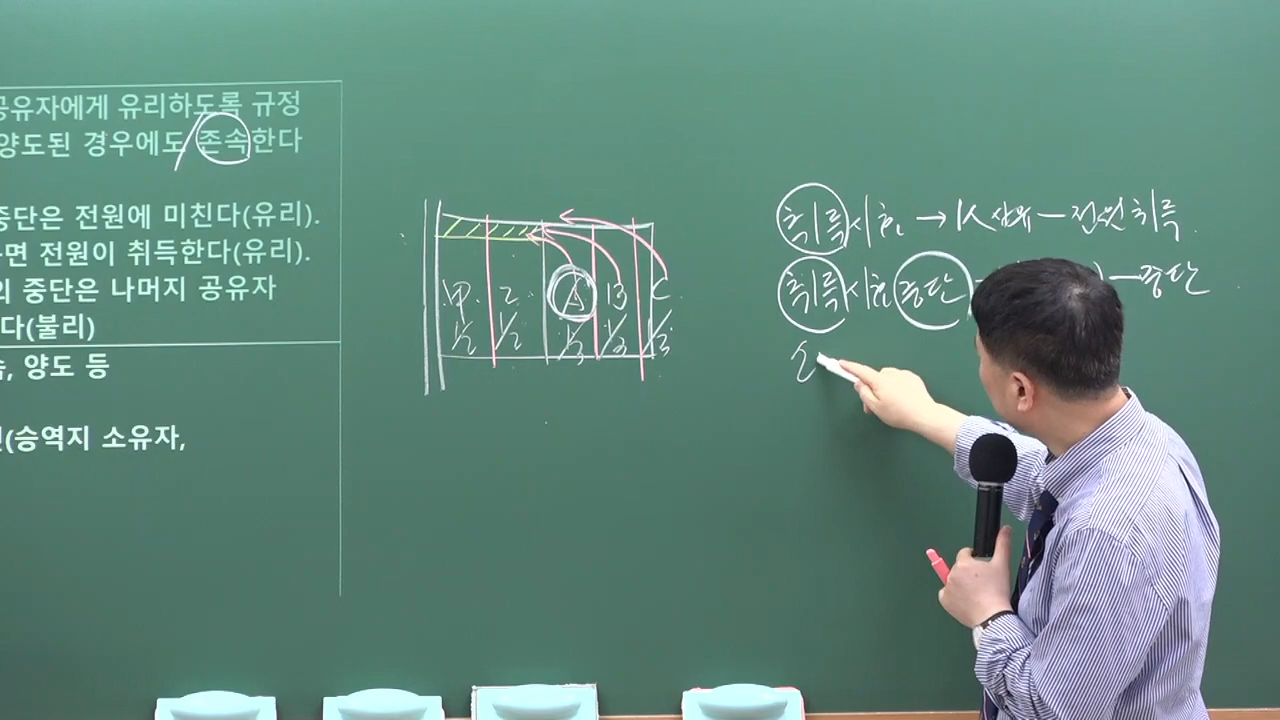 공유자에게 유리하도록 규정
양도된 경우에도 존속한다
중단은 전원에 미친다(유리).
면 전원이 취득한다(유리).
의 중단은 나머지 공유자
다(불리)
, 양도 등
(승역지 소유자,
甲 乙 A B C
1/2 1/2 1/3 1/3 1/3
취득시효 → 1人 - 전원취득
취득시효중단 - 중단